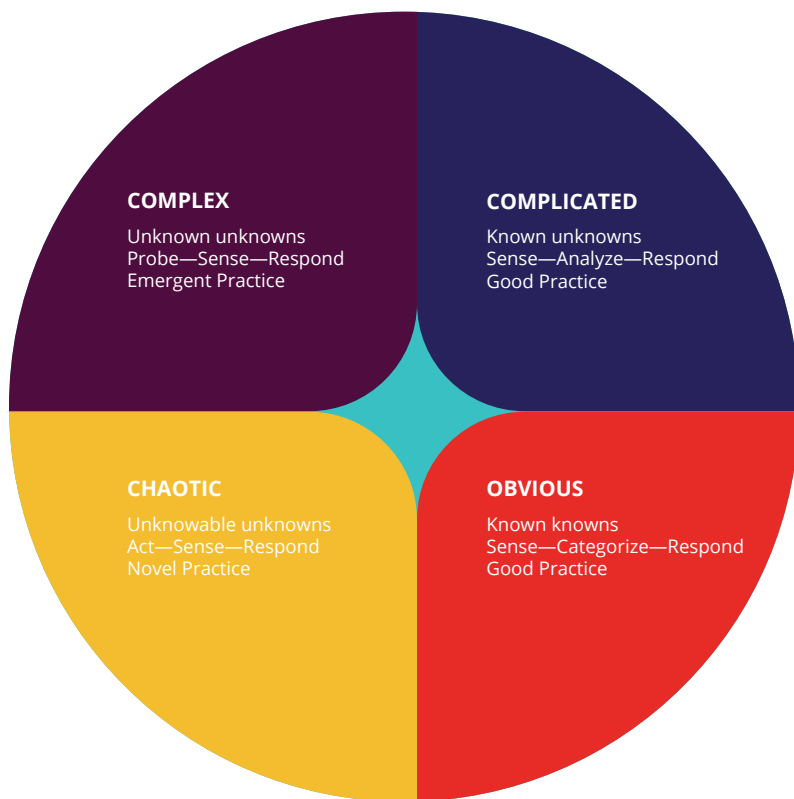 COMPLEX
Unknown unknowns
Probe—Sense—Respond
Emergent Practice
COMPLICATED
Known unknowns
Sense—Analyze—Respond
Good Practice
CHAOTIC
Unknowable unknowns
Act—Sense—Respond
Novel Practice
OBVIOUS
Known knowns
Sense—Categorize—Respond
Good Practice